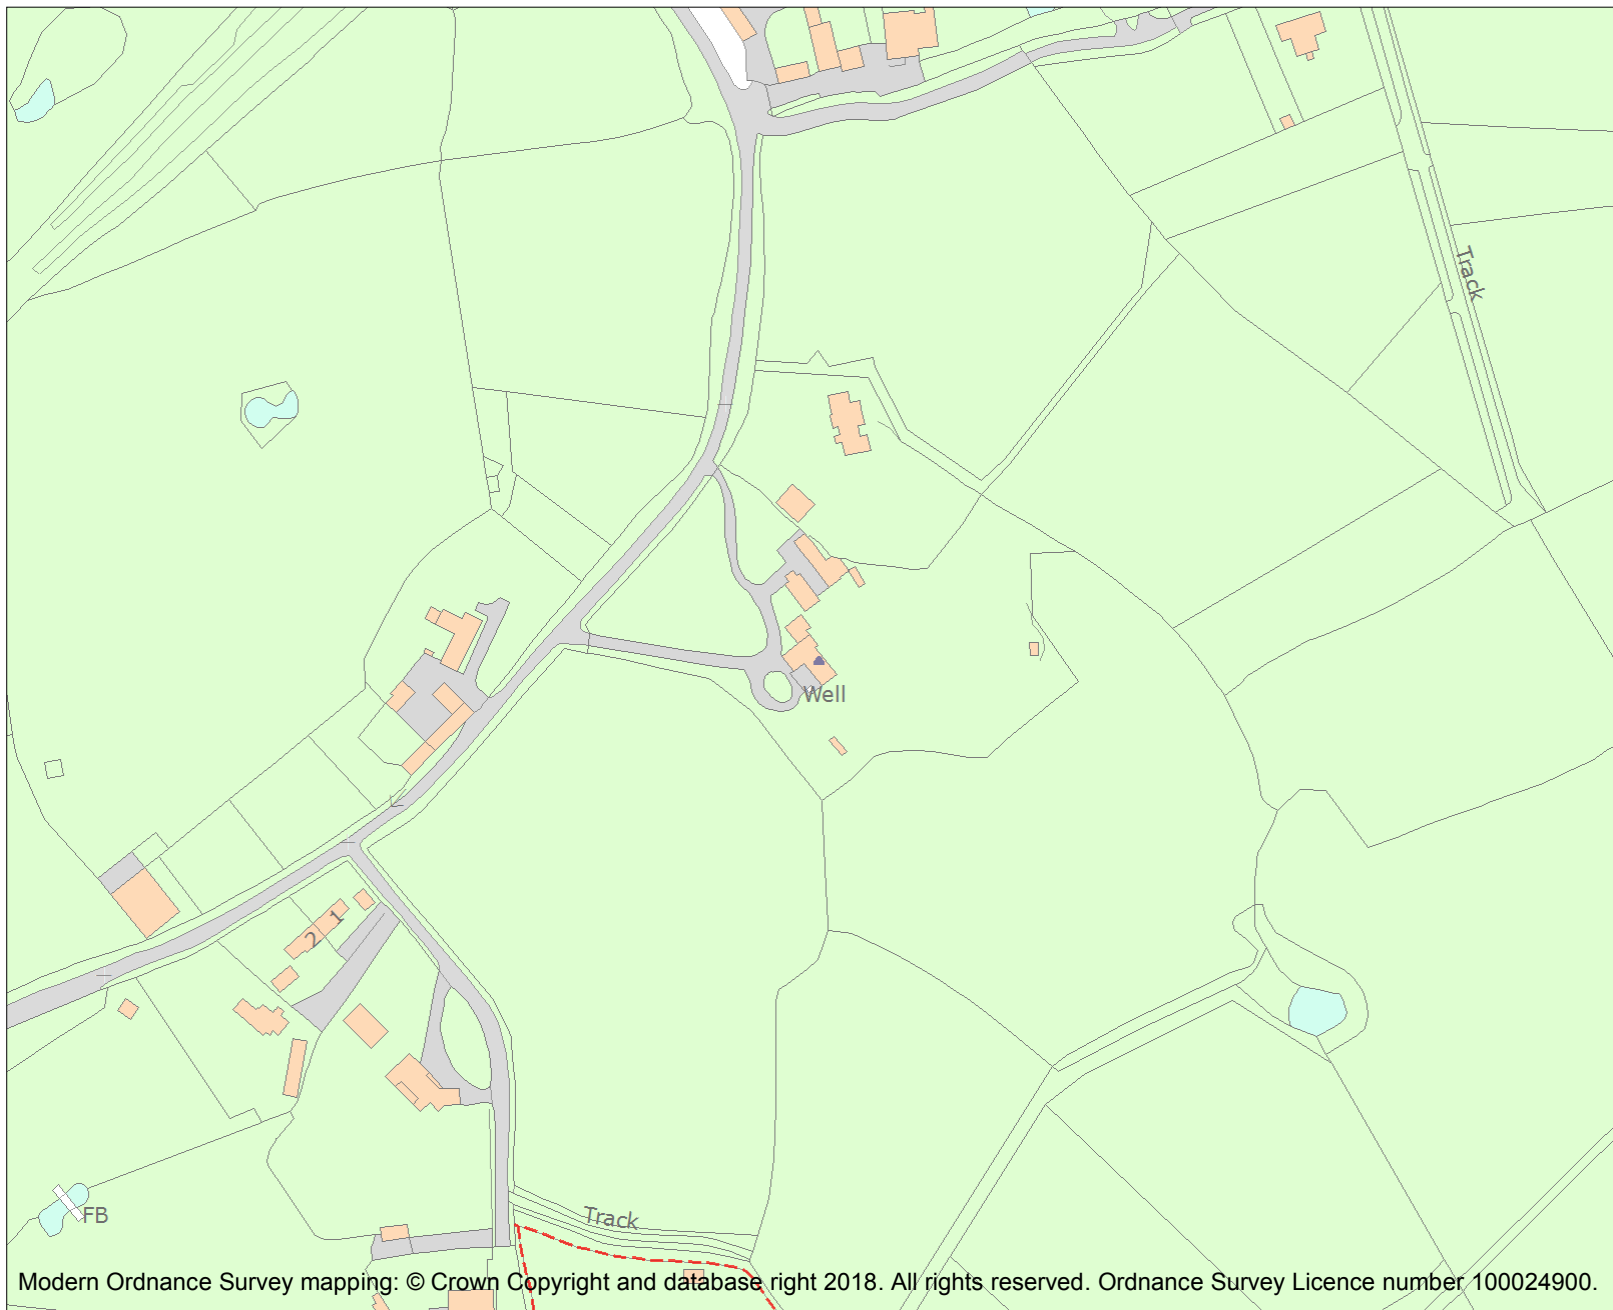 Track
Well
1
2
FB
Track
Modern Ordnance Survey mapping: © Crown Copyright and database right 2018. All rights reserved. Ordnance Survey Licence number 100024900.